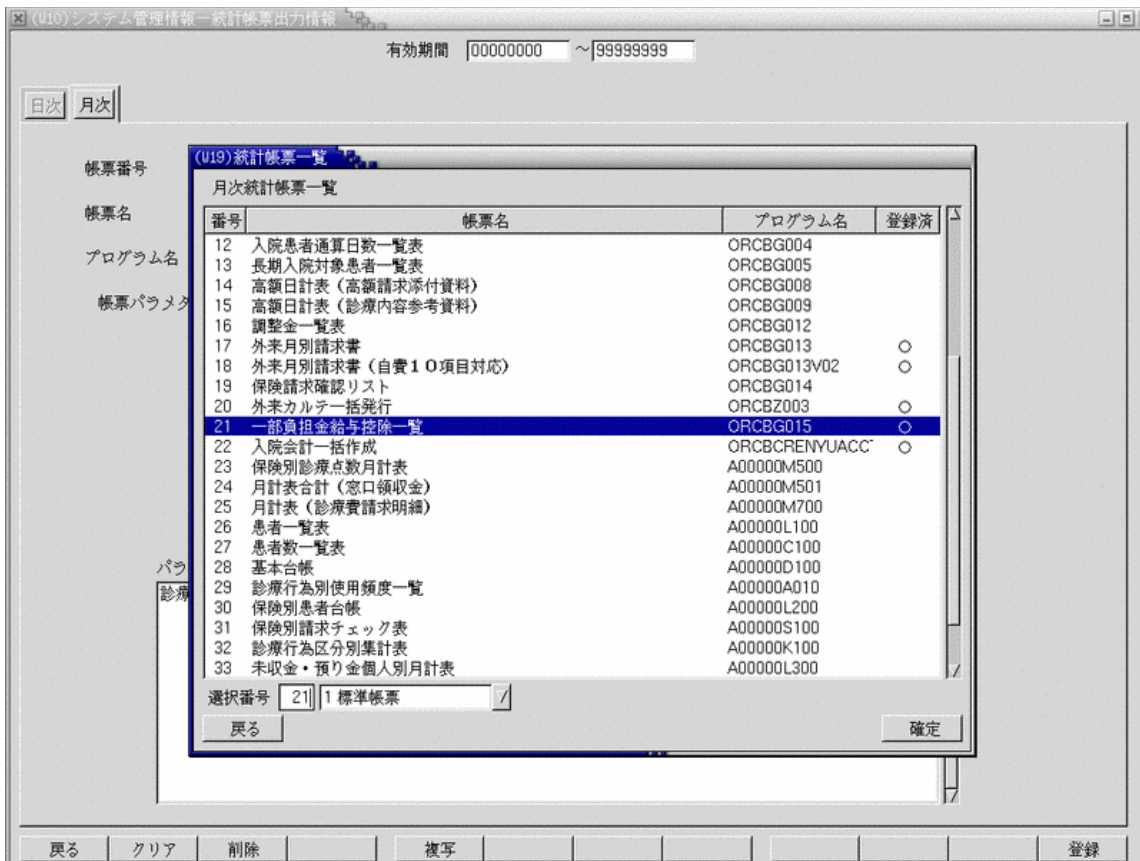 (W10)システム管理情報－統計帳票出力情報
有効期間 00000000 ～ 99999999
日次 月次
帳票番号
帳票名
プログラム名
帳票パラメタ
(W19)統計帳票一覧
月次統計帳票一覧
番号 帳票名 プログラム名 登録済
12 入院患者通算日数一覧表 ORCBG004
13 長期入院対象患者一覧表 ORCBG005
14 高額日計表（高額請求添付資料） ORCBG008
15 高額日計表（診療内容参考資料） ORCBG009
16 調整金一覧表 ORCBG012
17 外来月別請求書 ORCBG013 ○
18 外来月別請求書（自費１０項目対応） ORCBG013V02 ○
19 保険請求確認リスト ORCBG014
20 外来カルテ一括発行 ORCBZ003 ○
21 一部負担金給与控除一覧 ORCBG015 ○
22 入院会計一括作成 ORCBCRENYUACC ○
23 保険別診療点数月計表 A00000M500
24 月計表合計（窓口領収金） A00000M501
25 月計表（診療費請求明細） A00000M700
26 患者一覧表 A00000L100
27 患者数一覧表 A00000C100
28 基本台帳 A00000D100
29 診療行為別使用頻度一覧 A00000A010
30 保険別患者台帳 A00000L200
31 保険別請求チェック表 A00000S100
32 診療行為区分別集計表 A00000K100
33 未収金・預り金個人別月計表 A00000L300
パラ
診療
選択番号 21 1 標準帳票
戻る 確定
戻る クリア 削除 複写 登録